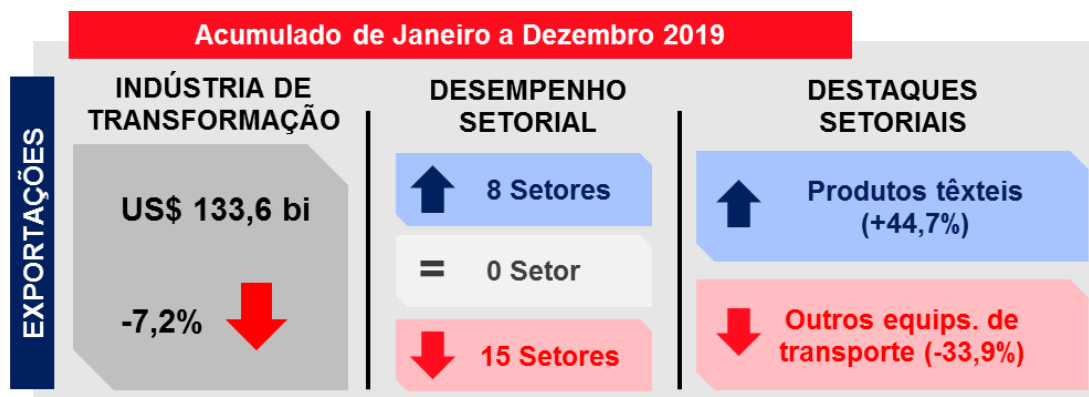 Acumulado de Janeiro a Dezembro 2019
EXPORTAÇÕES
INDÚSTRIA DE
TRANSFORMAÇÃO
US$ 133,6 bi
-7,2%
DESEMPENHO
SETORIAL
8 Setores
= 0 Setor
15 Setores
DESTAQUES
SETORIAIS
Produtos têxteis
(+44,7%)
Outros equips. de
transporte (-33,9%)